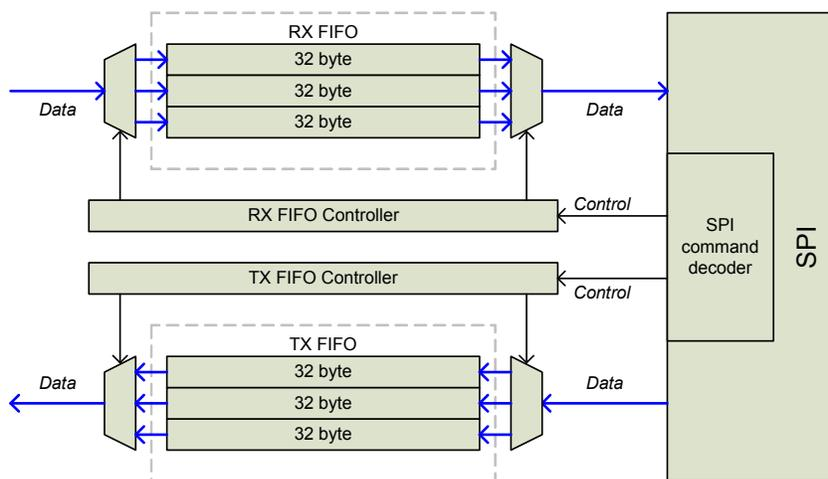 RX FIFO
32 byte
32 byte
32 byte
Data
Data
RX FIFO Controller
Control
SPI
command
decoder
SPI
TX FIFO Controller
Control
TX FIFO
32 byte
32 byte
32 byte
Data
Data